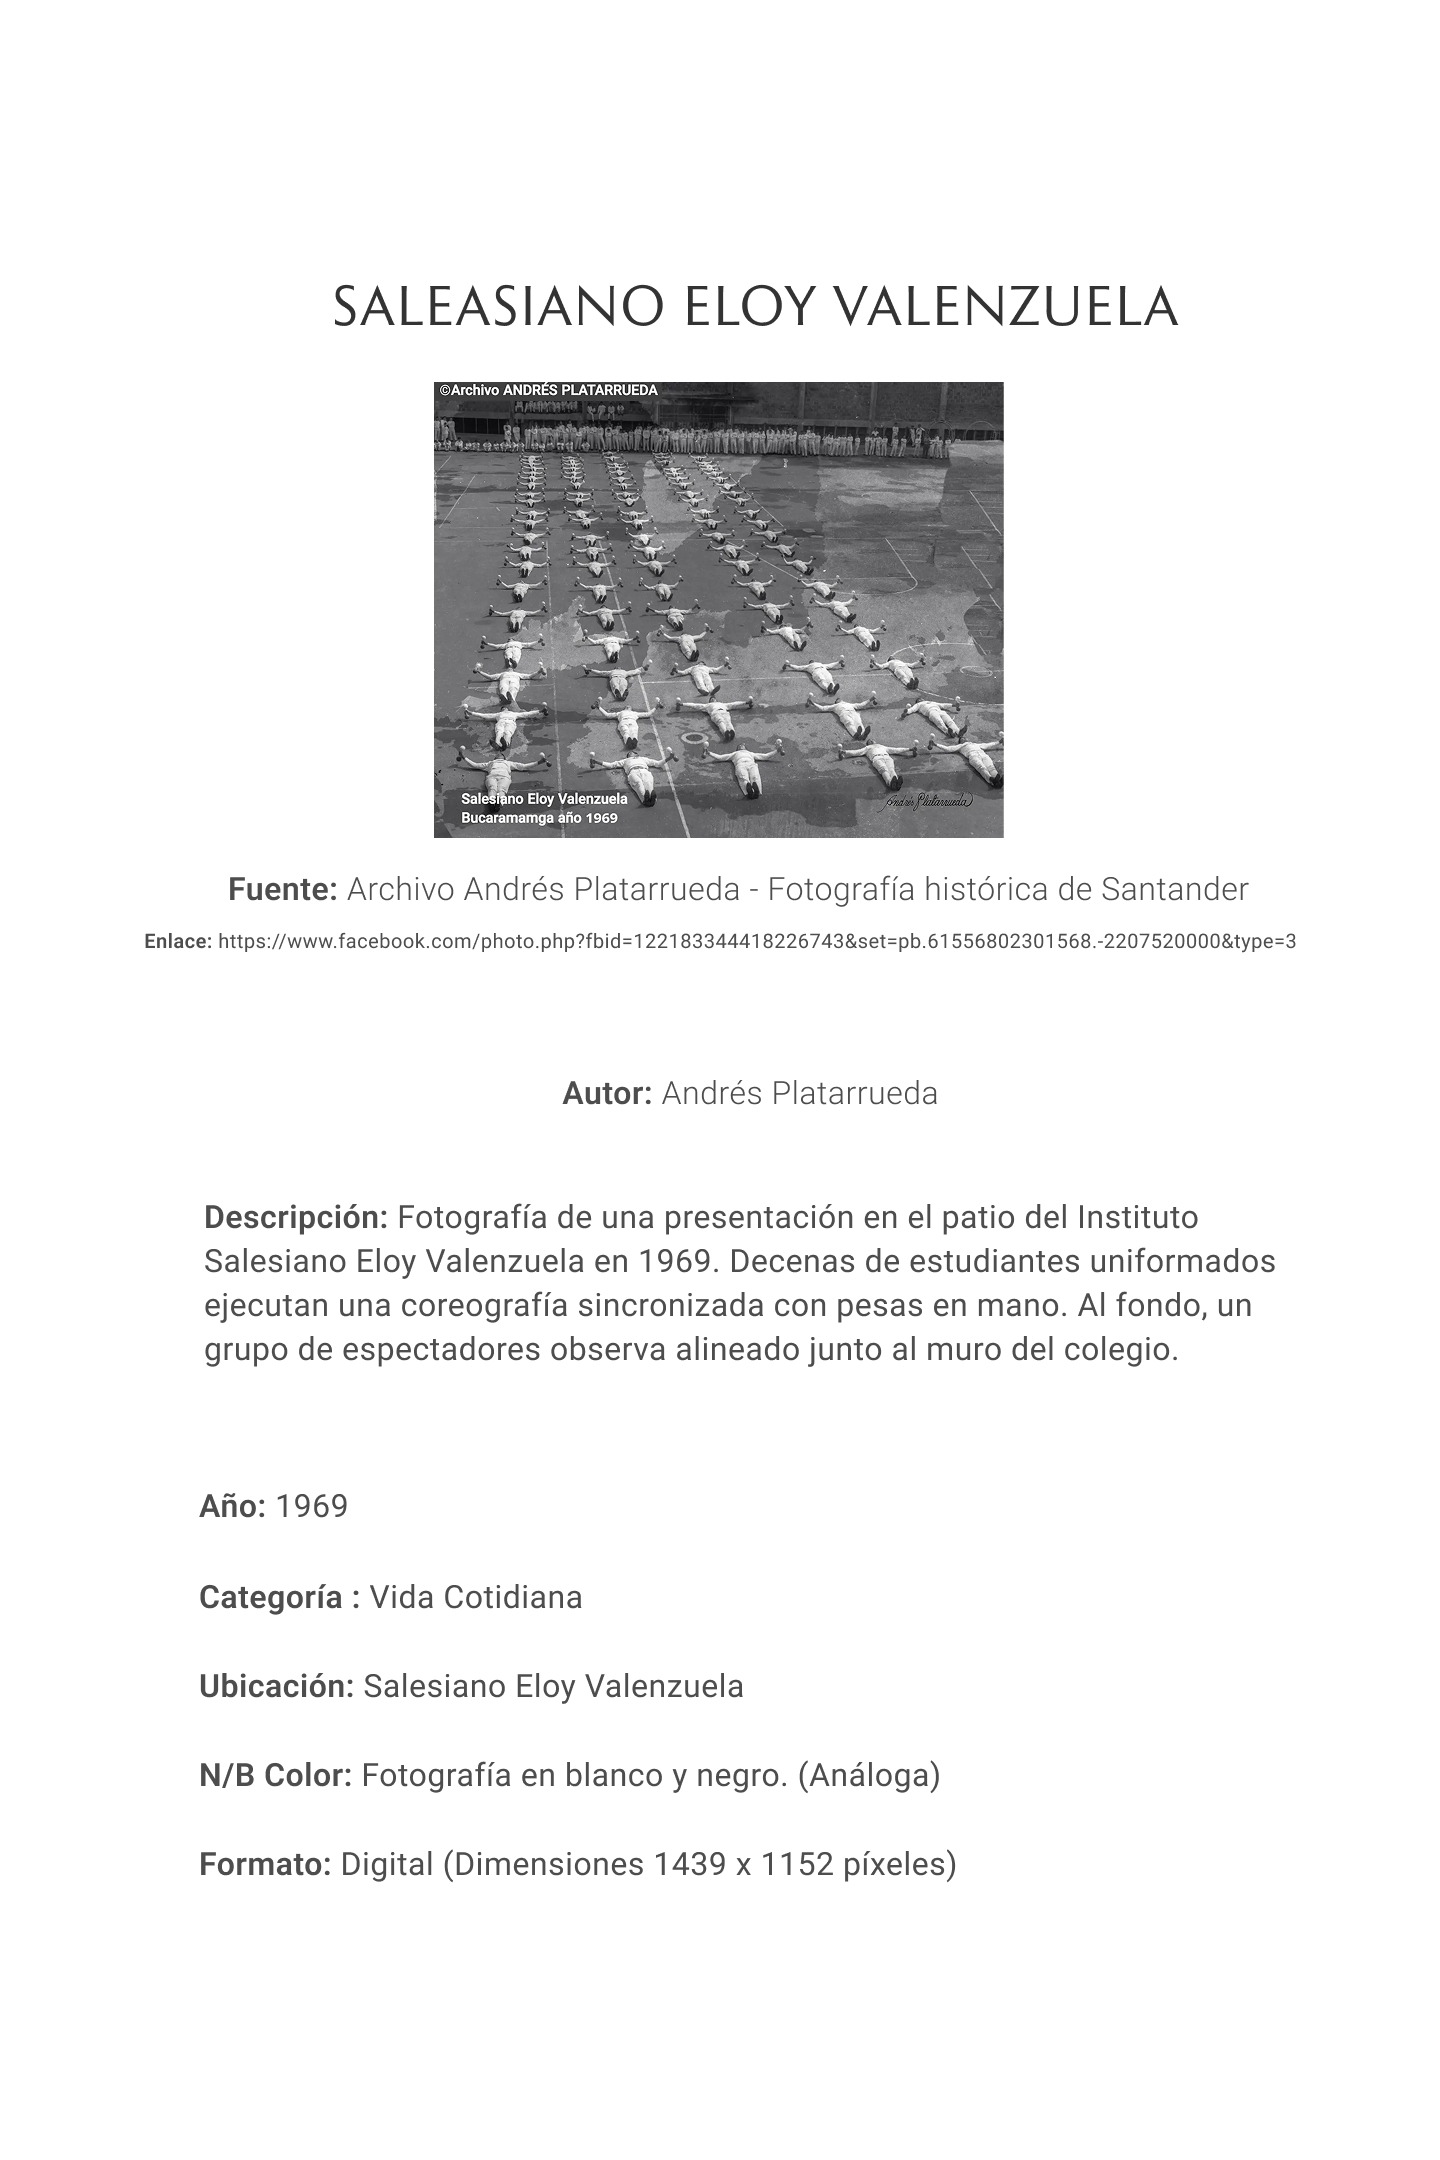 SALEASIANO ELOY VALENZUELA
©Archivo ANDRÉS PLATARRUEDA
Salesiano Eloy Valenzuela
Bucaramamga año 1969
Andrés Platarrueda
Fuente: Archivo Andrés Platarrueda - Fotografía histórica de Santander
Enlace: https://www.facebook.com/photo.php?fbid=122183344418226743&set=pb.61556802301568.-2207520000&type=3
Autor: Andrés Platarrueda
Descripción: Fotografía de una presentación en el patio del Instituto
Salesiano Eloy Valenzuela en 1969. Decenas de estudiantes uniformados
ejecutan una coreografía sincronizada con pesas en mano. Al fondo, un
grupo de espectadores observa alineado junto al muro del colegio.
Año: 1969
Categoría : Vida Cotidiana
Ubicación: Salesiano Eloy Valenzuela
N/B Color: Fotografía en blanco y negro. (Análoga)
Formato: Digital (Dimensiones 1439 x 1152 píxeles)